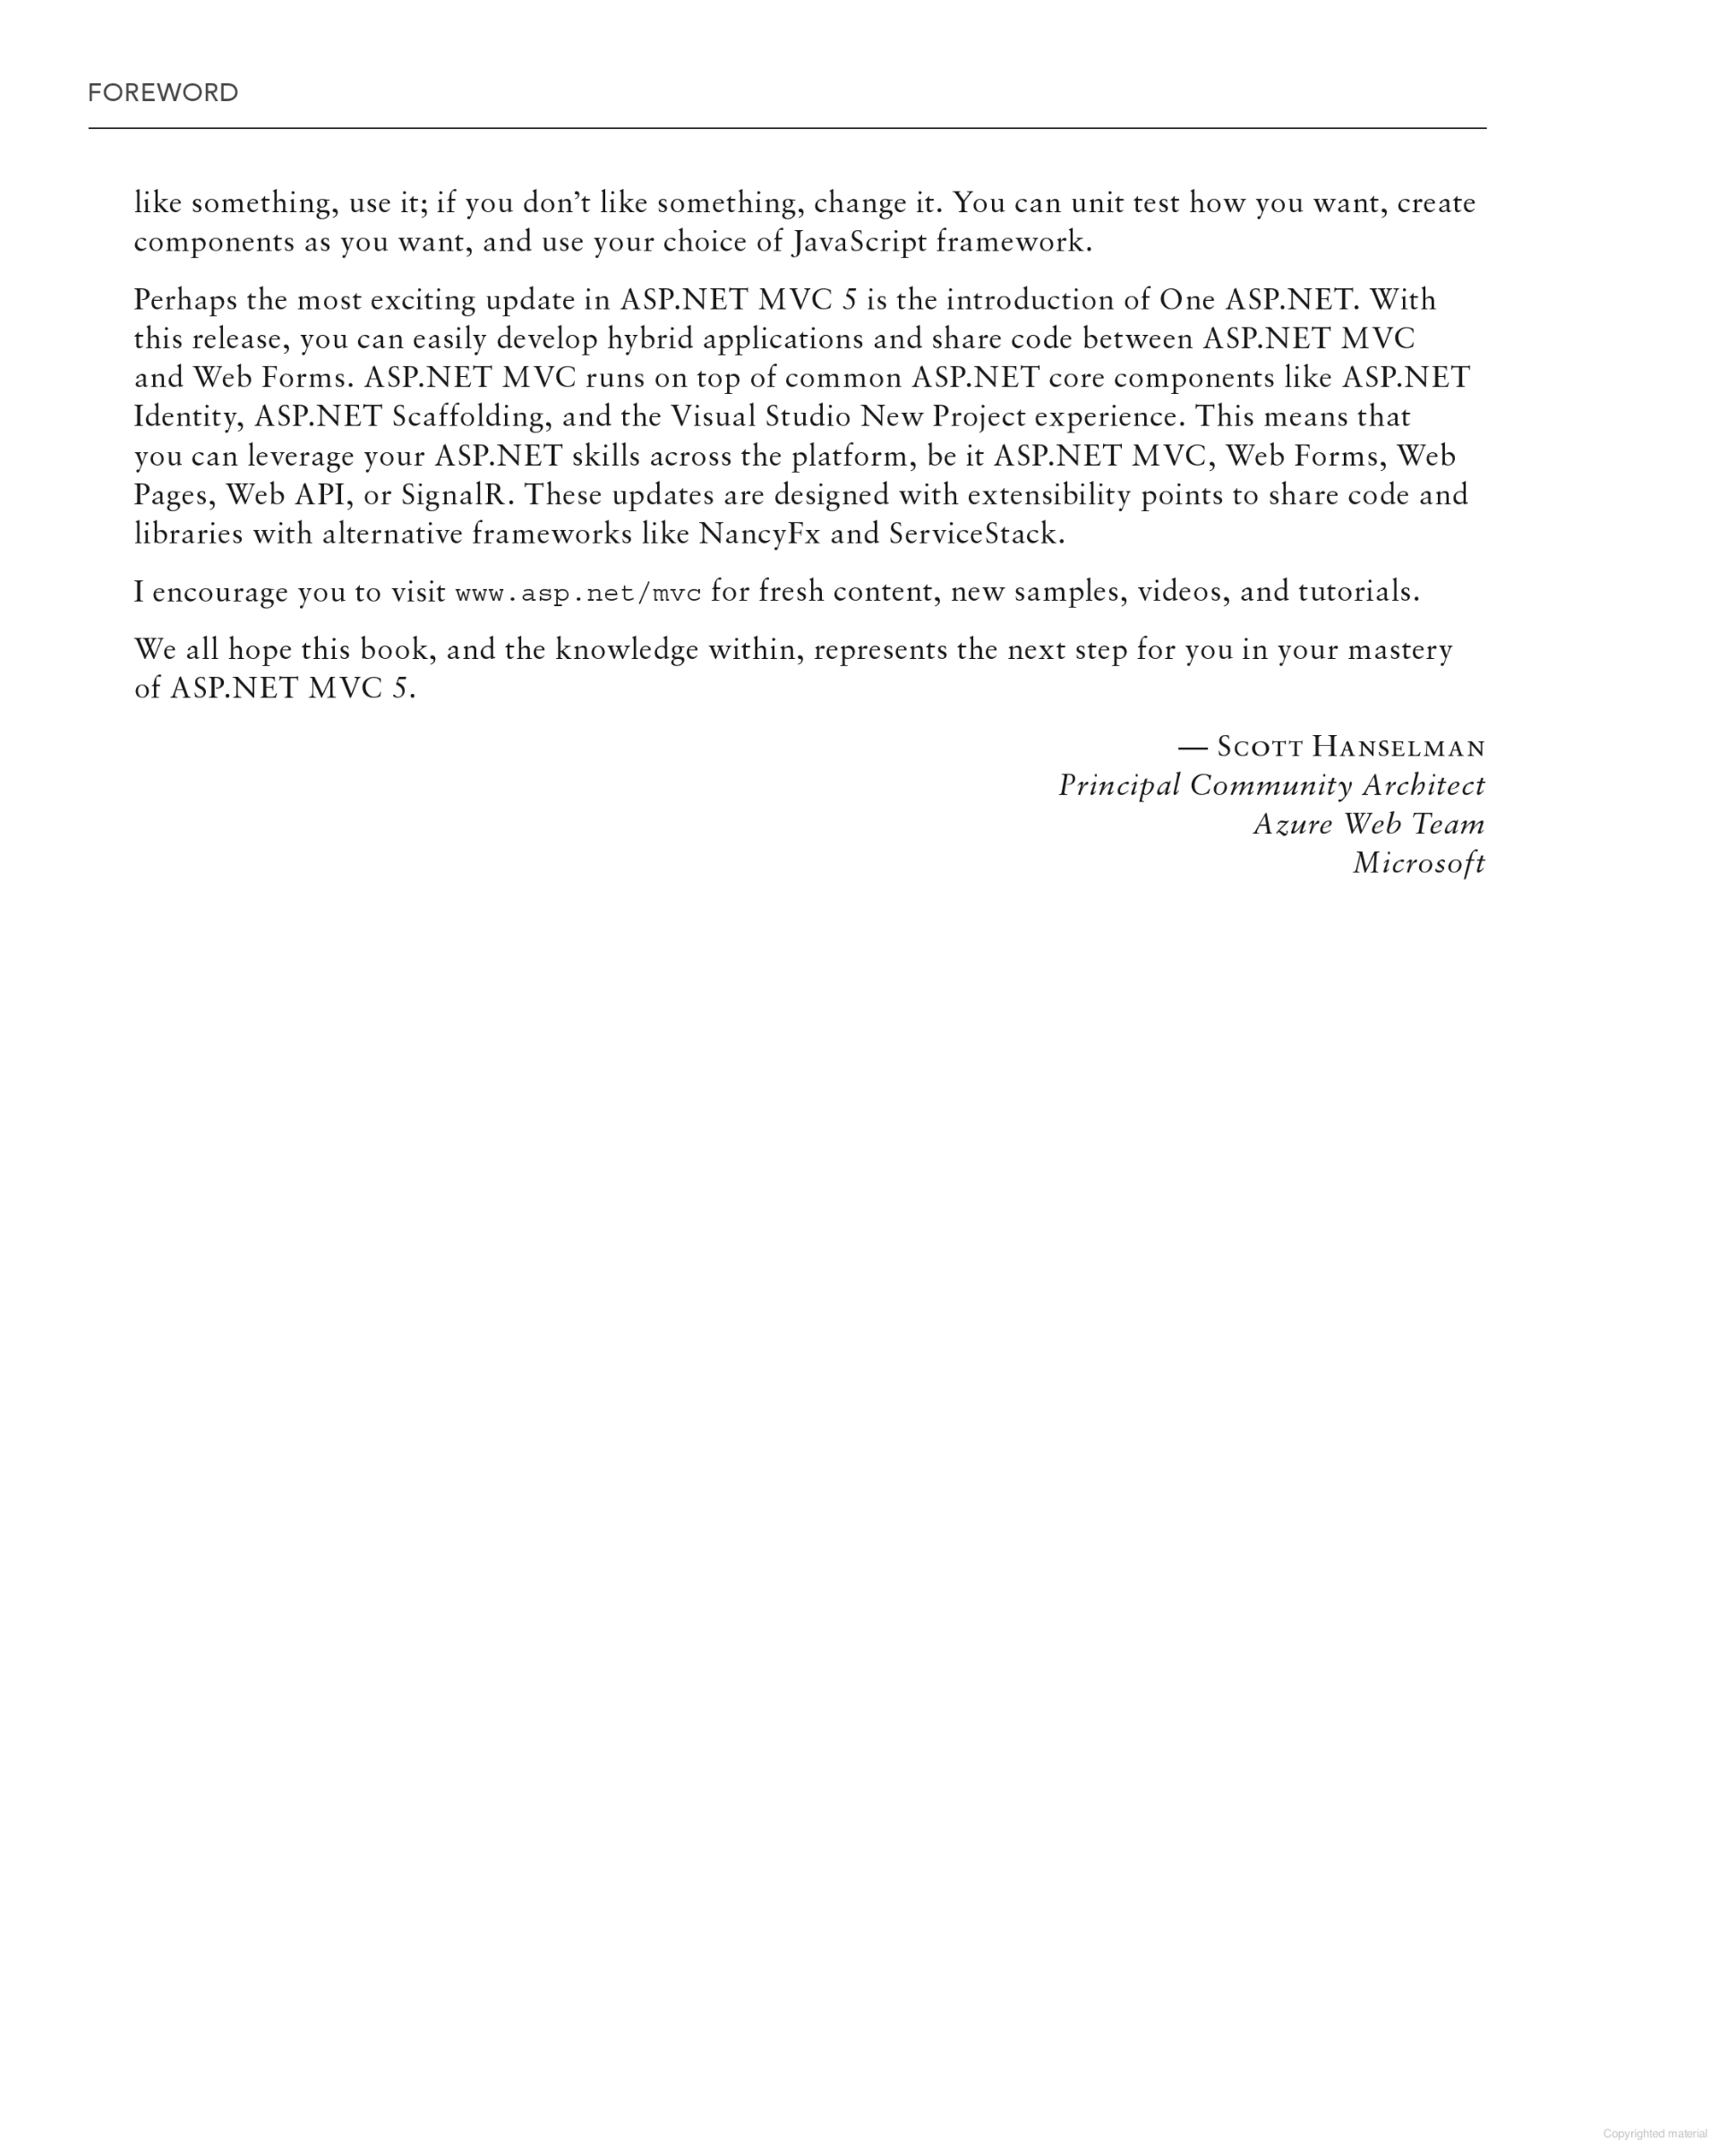 FOREWORD
like something, use it; if you don’t like something, change it. You can unit test how you want, create
components as you want, and use your choice of JavaScript framework.
Perhaps the most exciting update in ASP.NET MVC 5 is the introduction of One ASP.NET. With
this release, you can easily develop hybrid applications and share code between ASP.NET MVC
and Web Forms. ASP.NET MVC runs on top of common ASP.NET core components like ASP.NET
Identity, ASP.NET Scaffolding, and the Visual Studio New Project experience. This means that
you can leverage your ASP.NET skills across the platform, be it ASP.NET MVC, Web Forms, Web
Pages, Web API, or SignalR. These updates are designed with extensibility points to share code and
libraries with alternative frameworks like NancyFx and ServiceStack.
I encourage you to visit www.asp.net/mvc for fresh content, new samples, videos, and tutorials.
We all hope this book, and the knowledge within, represents the next step for you in your mastery
of ASP.NET MVC 5.
— Scott Hanselman
Principal Community Architect
Azure Web Team
Microsoft
Copyrighted material